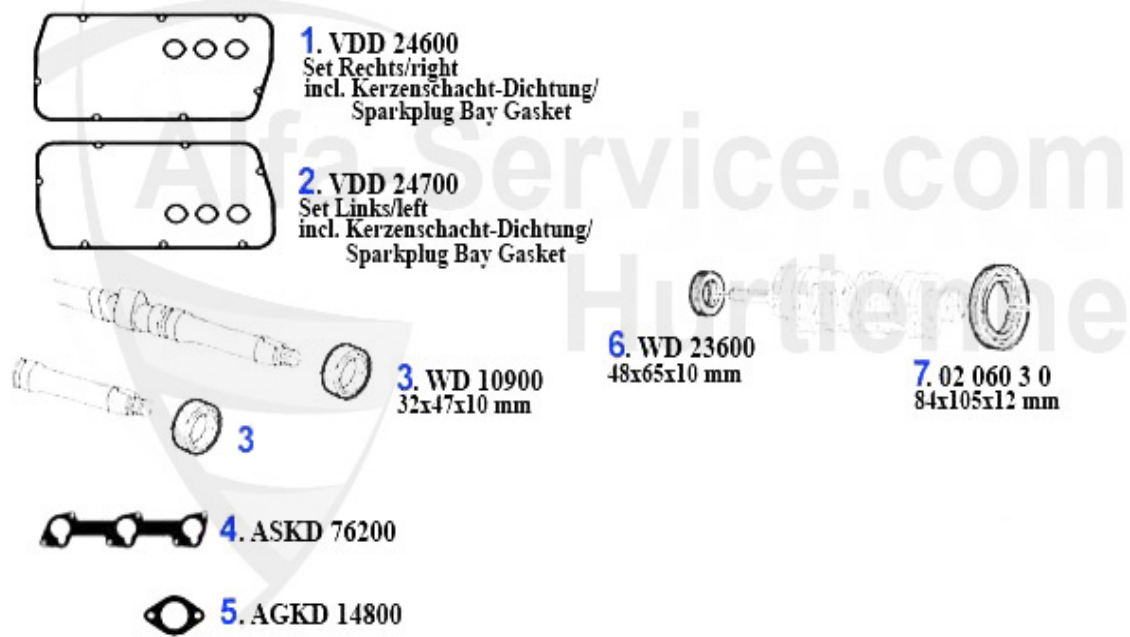 1. VDD 24600
Set Rechts/right
incl. Kerzenschacht-Dichtung/
Sparkplug Bay Gasket
Alfa-Service.com
2. VDD 24700
Set Links/left
incl. Kerzenschacht-Dichtung/
Sparkplug Bay Gasket
Hurtienne
3. WD 10900
32x47x10 mm
3
6. WD 23600
48x65x10 mm
7. 02 060 3 0
84x105x12 mm
4. ASKD 76200
5. AGKD 14800